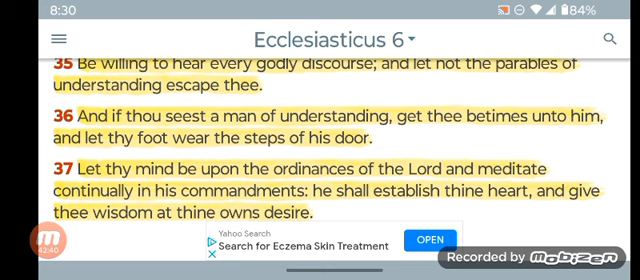 8:30
84%
Ecclesiasticus 6
35 Be willing to hear every godly discourse; and let not the parables of
understanding escape thee.
36 And if thou seest a man of understanding, get thee betimes unto him,
and let thy foot wear the steps of his door.
37 Let thy mind be upon the ordinances of the Lord and meditate
continually in his commandments: he shall establish thine heart, and give
thee wisdom at thine owns desire.
Yahoo Search
Search for Eczema Skin Treatment
OPEN
M
42:40
Recorded by mobizen